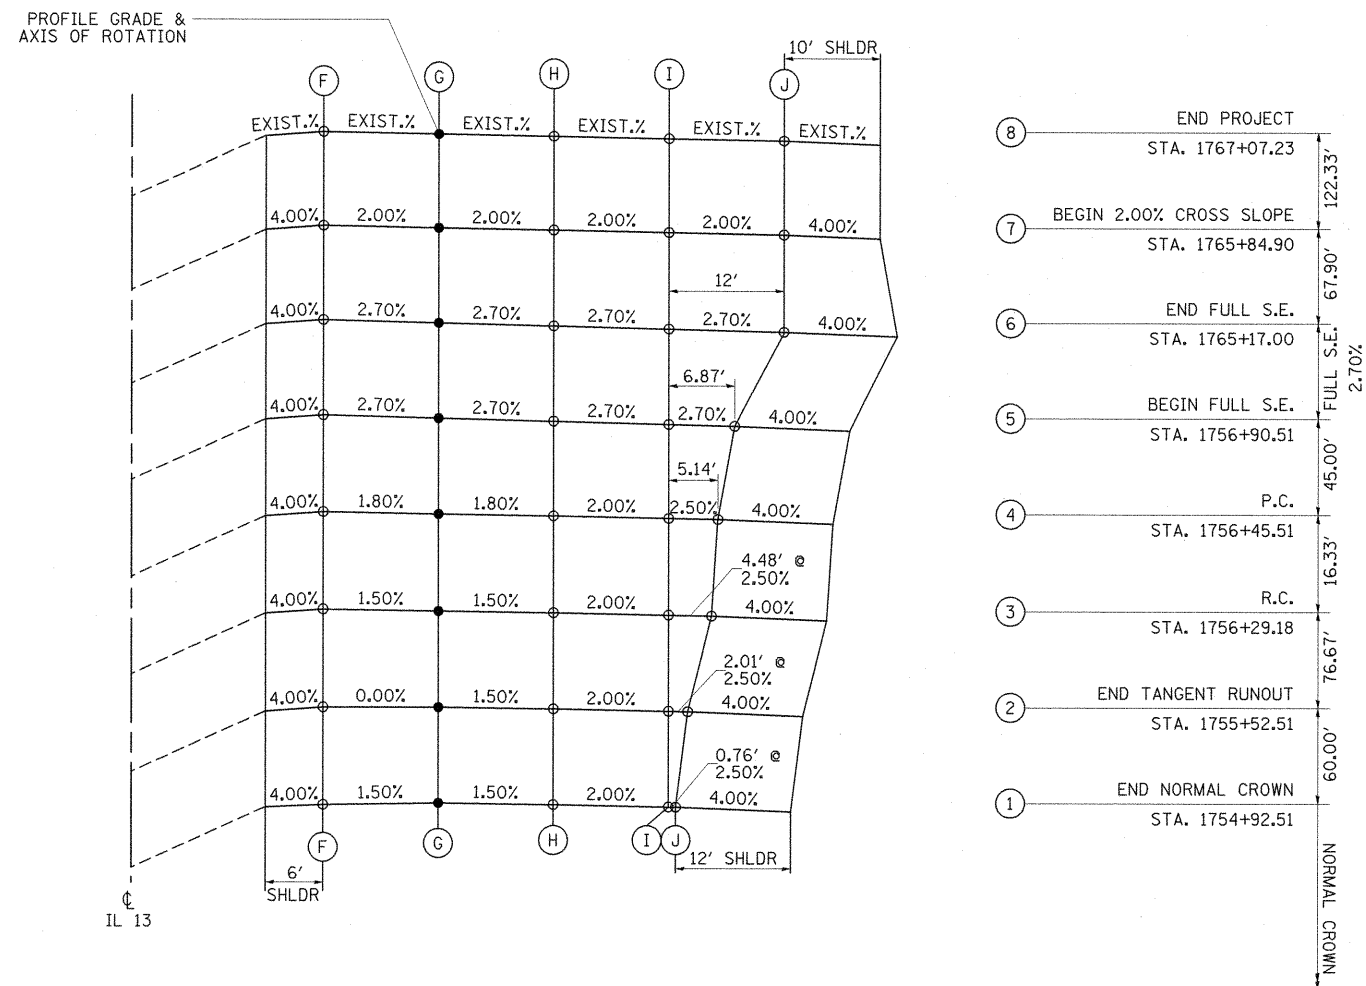 PROFILE GRADE &
AXIS OF ROTATION
10' SHLDR
F
G
H
I
J
EXIST.%
EXIST.%
EXIST.%
EXIST.%
EXIST.%
EXIST.%
8
END PROJECT
STA. 1767+07.23
122.33'
4.00%
2.00%
2.00%
2.00%
2.00%
4.00%
7
BEGIN 2.00% CROSS SLOPE
STA. 1765+84.90
67.90'
12'
4.00%
2.70%
2.70%
2.70%
2.70%
4.00%
6
END FULL S.E.
STA. 1765+17.00
FULL S.E.
2.70%
6.87'
4.00%
2.70%
2.70%
2.70%
2.70%
4.00%
5
BEGIN FULL S.E.
STA. 1756+90.51
45.00'
5.14'
4.00%
1.80%
1.80%
2.00%
2.50%
4.00%
4
P.C.
STA. 1756+45.51
16.33'
4.48' @
2.50%
4.00%
1.50%
1.50%
2.00%
4.00%
3
R.C.
STA. 1756+29.18
76.67'
2.01' @
2.50%
4.00%
0.00%
1.50%
2.00%
4.00%
2
END TANGENT RUNOUT
STA. 1755+52.51
60.00'
0.76' @
2.50%
4.00%
1.50%
1.50%
2.00%
4.00%
1
END NORMAL CROWN
STA. 1754+92.51
NORMAL CROWN
F
G
H
I
J
12' SHLDR
6'
SHLDR
℄
IL 13